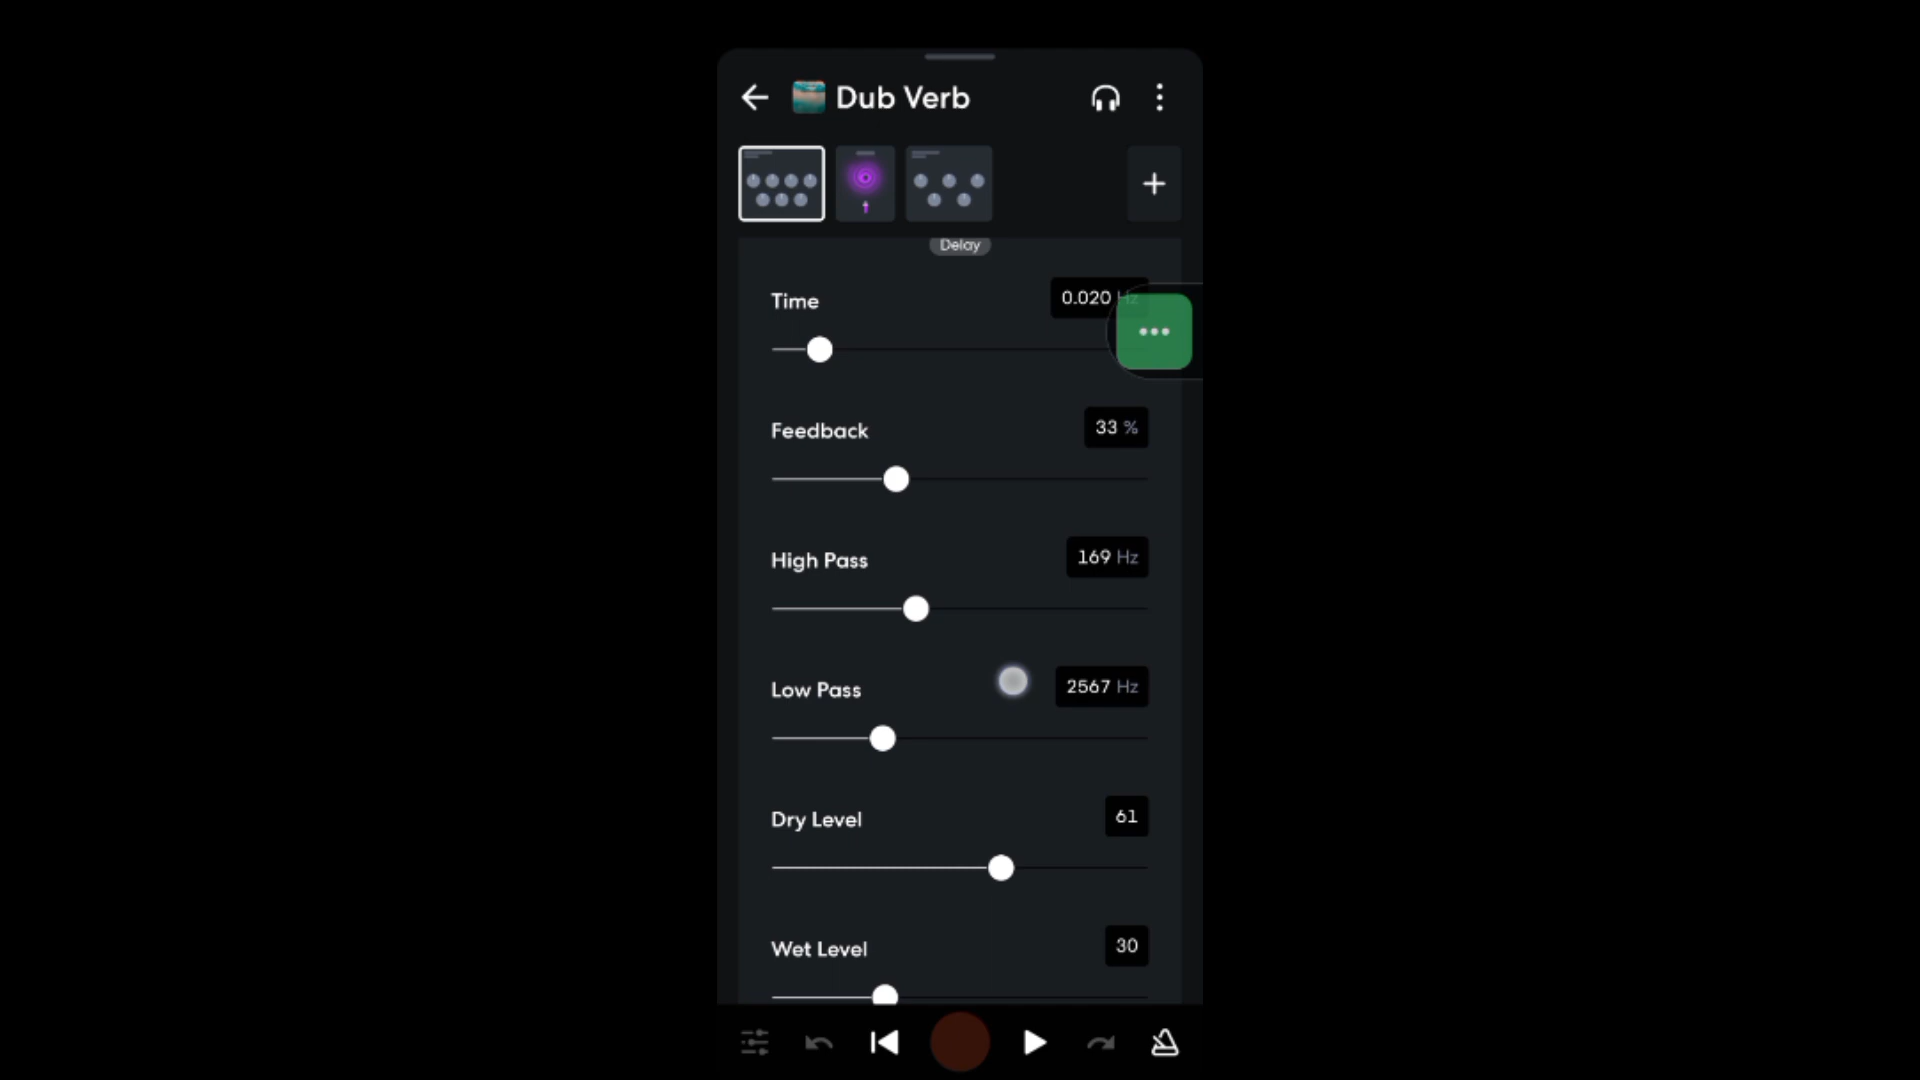 Dub Verb
Delay
Time
0.020 Hz
Feedback
33 %
High Pass
169 Hz
Low Pass
2567 Hz
Dry Level
61
Wet Level
30